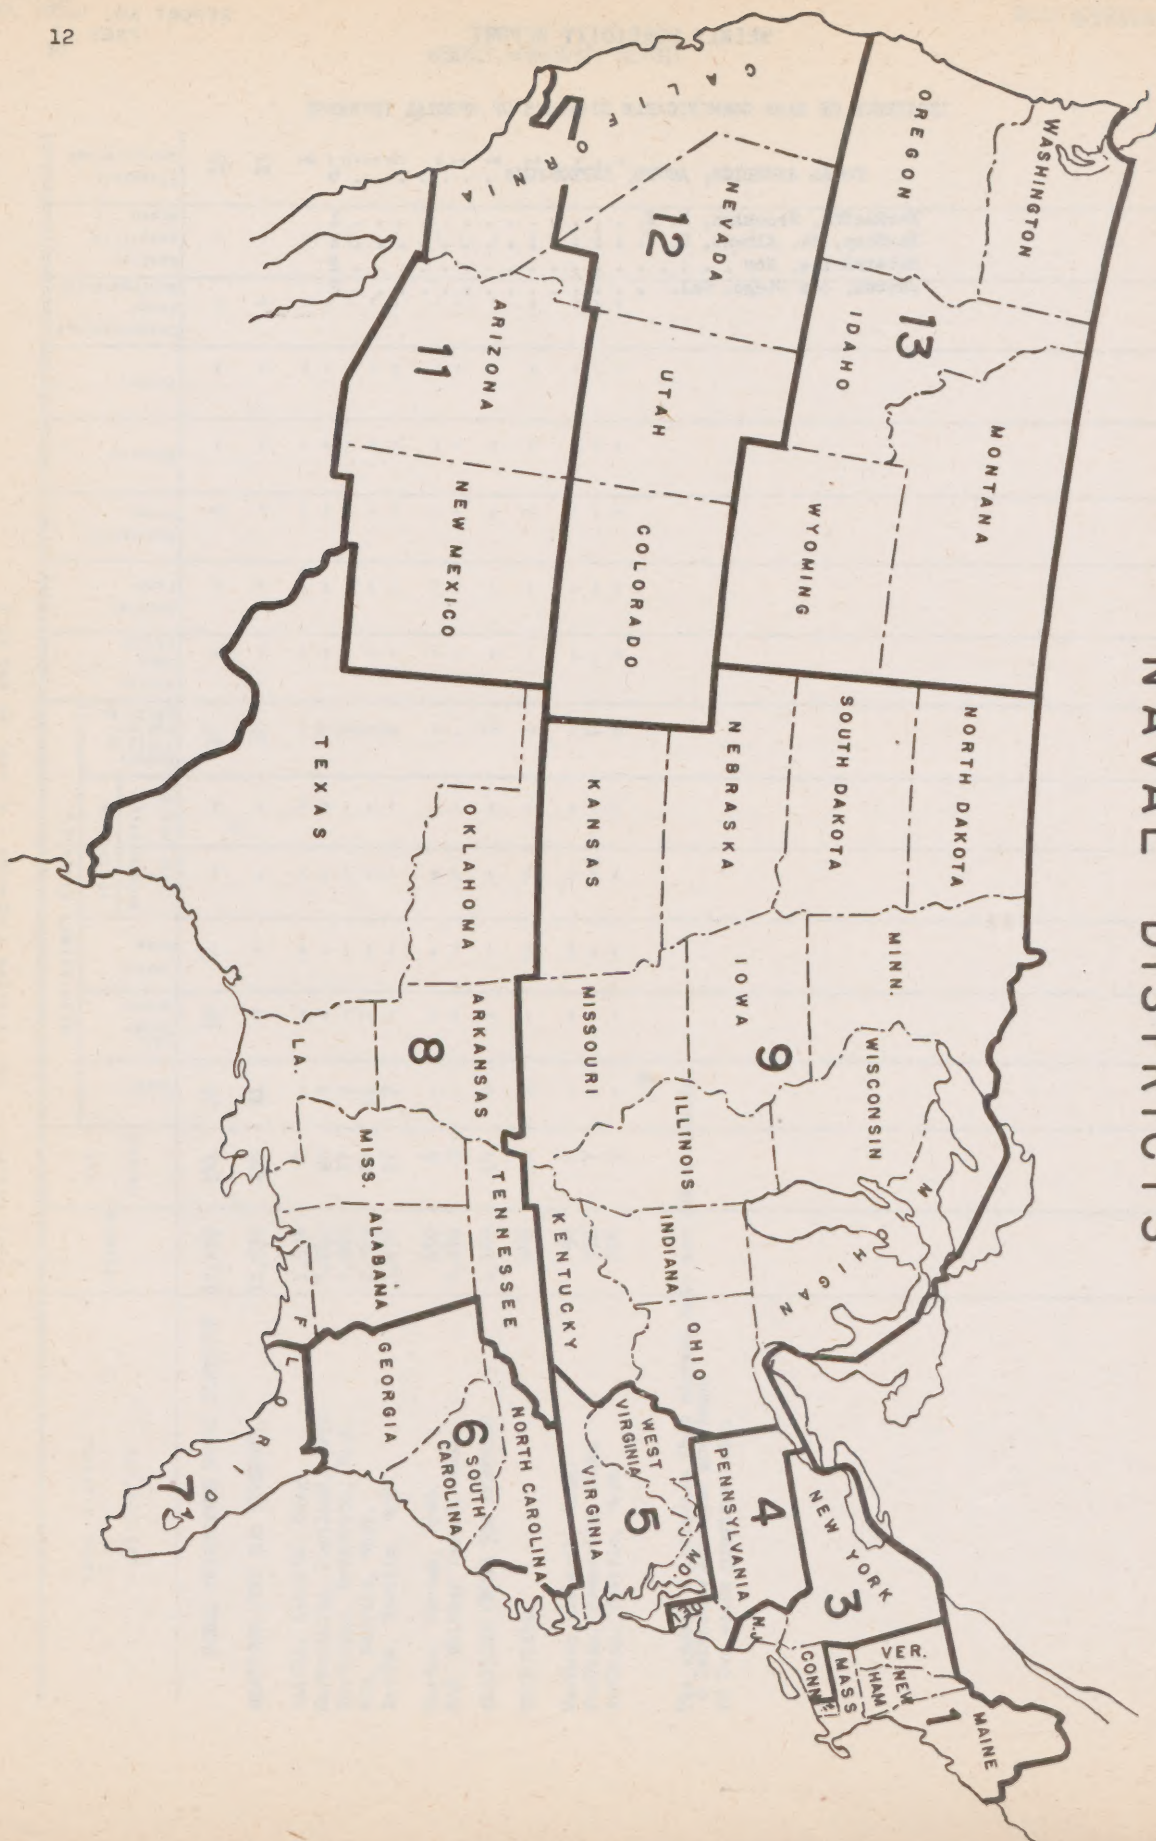 12
NAVAL DISTRICTS
WASHINGTON
OREGON
13
IDAHO
MONTANA
WYOMING
CALIFORNIA
NEVADA
12
UTAH
COLORADO
ARIZONA
11
NEW MEXICO
NORTH DAKOTA
SOUTH DAKOTA
NEBRASKA
KANSAS
MINN.
IOWA
9
MISSOURI
WISCONSIN
ILLINOIS
MICHIGAN
INDIANA
OHIO
KENTUCKY
TEXAS
OKLAHOMA
ARKANSAS
8
LA.
MISS.
TENNESSEE
ALABANA
GEORGIA
FLORIDA
7
NORTH CAROLINA
6
SOUTH
CAROLINA
WEST
VIRGINIA
VIRGINIA
5
PENNSYLVANIA
4
NEW YORK
3
N.J.
CONN
MASS
VER.
NEW
HAM
1
MAINE